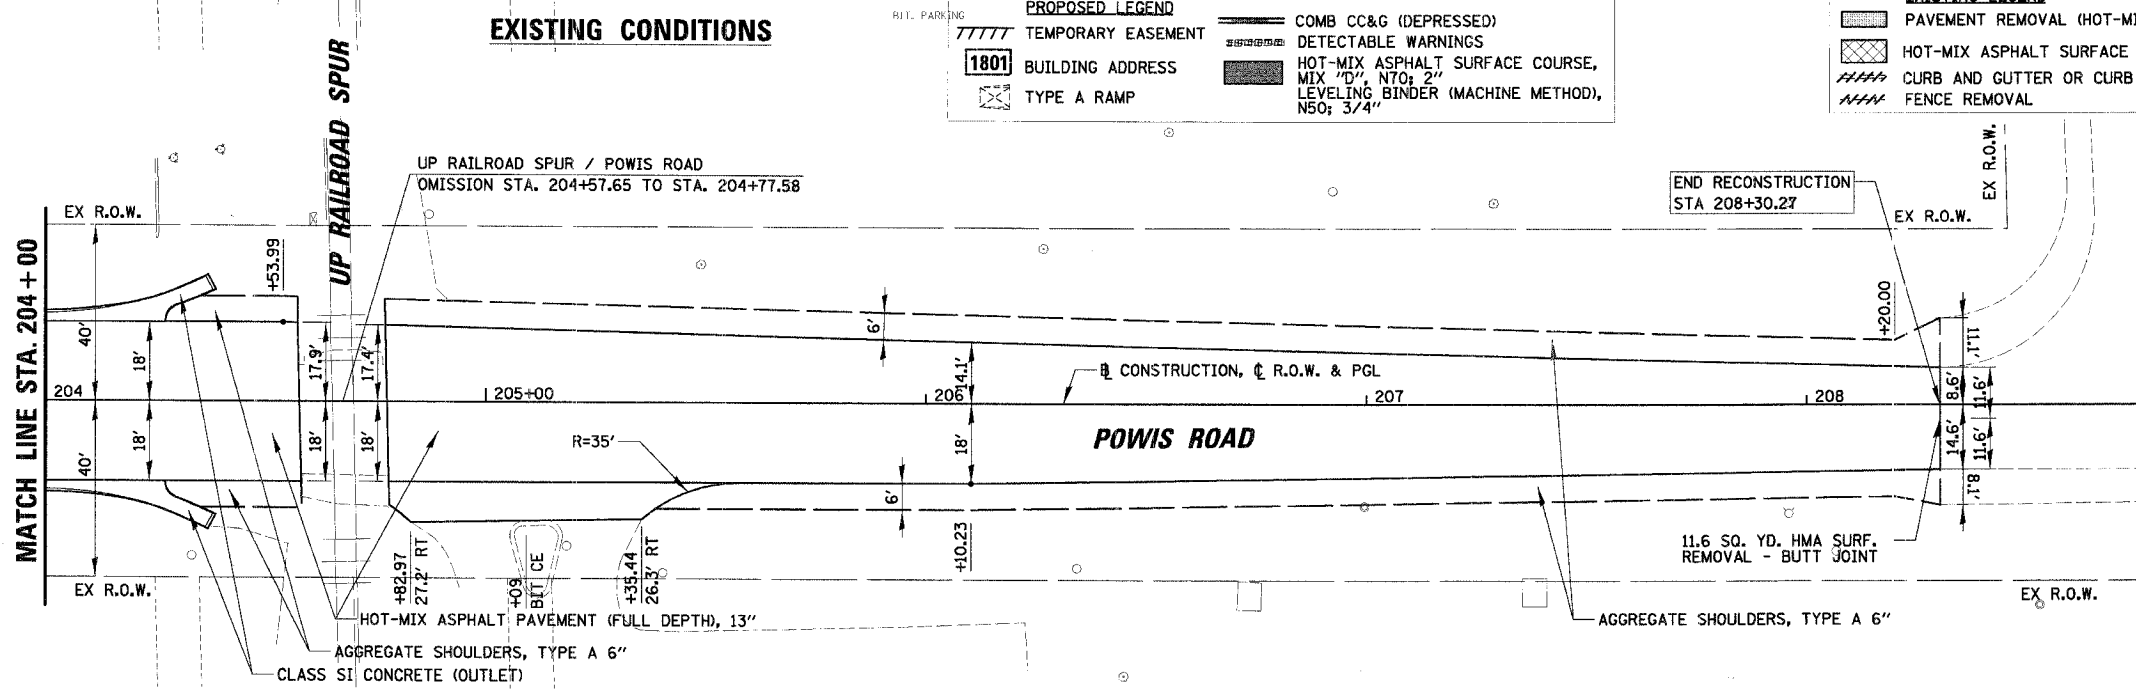 EXISTING CONDITIONS
BIT. PARKING
PROPOSED LEGEND
TEMPORARY EASEMENT
1801 BUILDING ADDRESS
TYPE A RAMP
COMB CC&G (DEPRESSED)
DETECTABLE WARNINGS
HOT-MIX ASPHALT SURFACE COURSE,
MIX "D", N70; 2"
LEVELING BINDER (MACHINE METHOD),
N50; 3/4"
PAVEMENT REMOVAL (HOT-MI
HOT-MIX ASPHALT SURFACE
CURB AND GUTTER OR CURB
FENCE REMOVAL
UP RAILROAD SPUR
UP RAILROAD SPUR / POWIS ROAD
OMISSION STA. 204+57.65 TO STA. 204+77.58
END RECONSTRUCTION
STA 208+30.27
EX R.O.W.
EX R.O.W.
EX R.O.W.
MATCH LINE STA. 204+00
40'
40'
18'
18'
+53.99
17.9'
18'
17.4'
18'
204
205+00
206
207
208
6'
14.1'
18'
℄ CONSTRUCTION, ℄ R.O.W. & PGL
POWIS ROAD
R=35'
6'
+20.00
11.1'
8.6'
11.6'
14.6'
11.6'
8.1'
+82.97
27.2' RT
+09
BIT CE
+35.44
26.3' RT
+10.23
11.6 SQ. YD. HMA SURF.
REMOVAL - BUTT JOINT
EX R.O.W.
EX R.O.W.
HOT-MIX ASPHALT PAVEMENT (FULL DEPTH), 13"
AGGREGATE SHOULDERS, TYPE A 6"
CLASS SI CONCRETE (OUTLET)
AGGREGATE SHOULDERS, TYPE A 6"